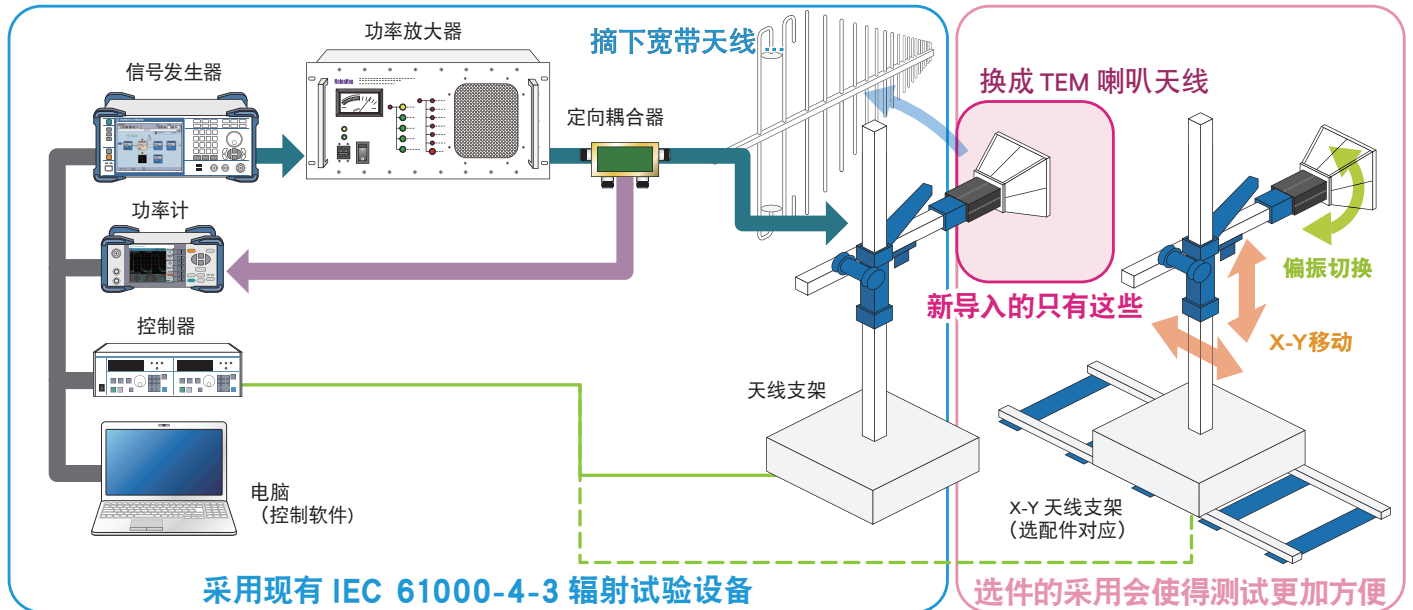 功率放大器
摘下宽带天线 ...
信号发生器
换成 TEM 喇叭天线
定向耦合器
功率计
偏振切换
新导入的只有这些
控制器
X-Y移动
天线支架
电脑
（控制软件）
X-Y 天线支架
（选配件对应）
采用现有 IEC 61000-4-3 辐射试验设备
选件的采用会使得测试更加方便